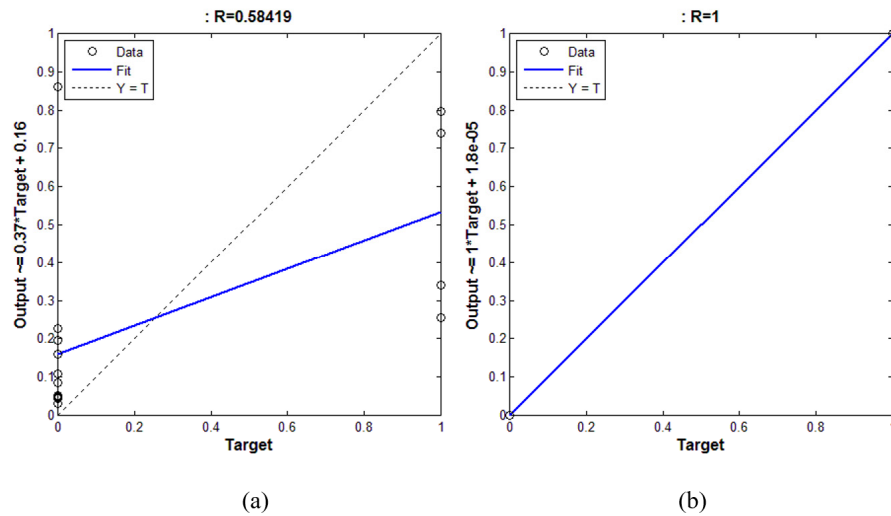 : R=0.58419
Data
Fit
Y = T
1
0.9
0.8
0.7
0.6
0.5
0.4
0.3
0.2
0.1
0
0
0.2
0.4
0.6
0.8
1
Output ~= 0.37*Target + 0.16
Target
(a)
: R=1
Data
Fit
Y = T
1
0.9
0.8
0.7
0.6
0.5
0.4
0.3
0.2
0.1
0
0
0.2
0.4
0.6
0.8
1
Output ~= 1*Target + 1.8e-05
Target
(b)